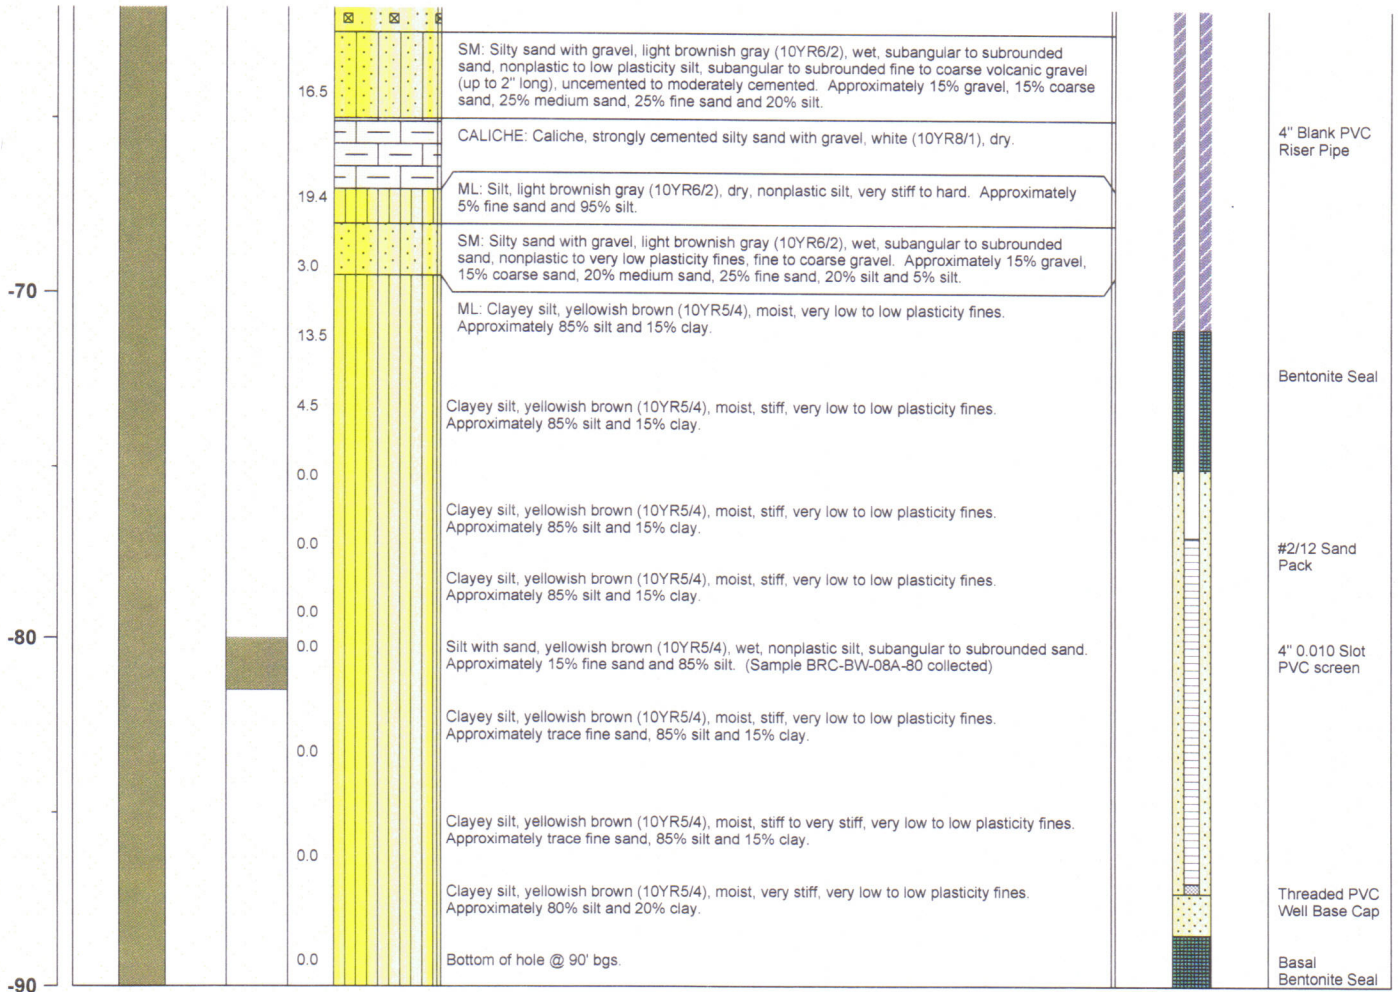 SM: Silty sand with gravel, light brownish gray (10YR6/2), wet, subangular to subrounded
sand, nonplastic to low plasticity silt, subangular to subrounded fine to coarse volcanic gravel
(up to 2" long), uncemented to moderately cemented. Approximately 15% gravel, 15% coarse
sand, 25% medium sand, 25% fine sand and 20% silt.
16.5
CALICHE: Caliche, strongly cemented silty sand with gravel, white (10YR8/1), dry.
4" Blank PVC
Riser Pipe
19.4
ML: Silt, light brownish gray (10YR6/2), dry, nonplastic silt, very stiff to hard. Approximately
5% fine sand and 95% silt.
SM: Silty sand with gravel, light brownish gray (10YR6/2), wet, subangular to subrounded
sand, nonplastic to very low plasticity fines, fine to coarse gravel. Approximately 15% gravel,
15% coarse sand, 20% medium sand, 25% fine sand, 20% silt and 5% silt.
3.0
-70
ML: Clayey silt, yellowish brown (10YR5/4), moist, very low to low plasticity fines.
Approximately 85% silt and 15% clay.
13.5
Bentonite Seal
4.5
Clayey silt, yellowish brown (10YR5/4), moist, stiff, very low to low plasticity fines.
Approximately 85% silt and 15% clay.
0.0
Clayey silt, yellowish brown (10YR5/4), moist, stiff, very low to low plasticity fines.
Approximately 85% silt and 15% clay.
0.0
#2/12 Sand
Pack
Clayey silt, yellowish brown (10YR5/4), moist, stiff, very low to low plasticity fines.
Approximately 85% silt and 15% clay.
0.0
-80
0.0
Silt with sand, yellowish brown (10YR5/4), wet, nonplastic silt, subangular to subrounded sand.
Approximately 15% fine sand and 85% silt. (Sample BRC-BW-08A-80 collected)
4" 0.010 Slot
PVC screen
Clayey silt, yellowish brown (10YR5/4), moist, stiff, very low to low plasticity fines.
Approximately trace fine sand, 85% silt and 15% clay.
0.0
Clayey silt, yellowish brown (10YR5/4), moist, stiff to very stiff, very low to low plasticity fines.
Approximately trace fine sand, 85% silt and 15% clay.
0.0
Clayey silt, yellowish brown (10YR5/4), moist, very stiff, very low to low plasticity fines.
Approximately 80% silt and 20% clay.
Threaded PVC
Well Base Cap
0.0
Bottom of hole @ 90' bgs.
Basal
Bentonite Seal
-90